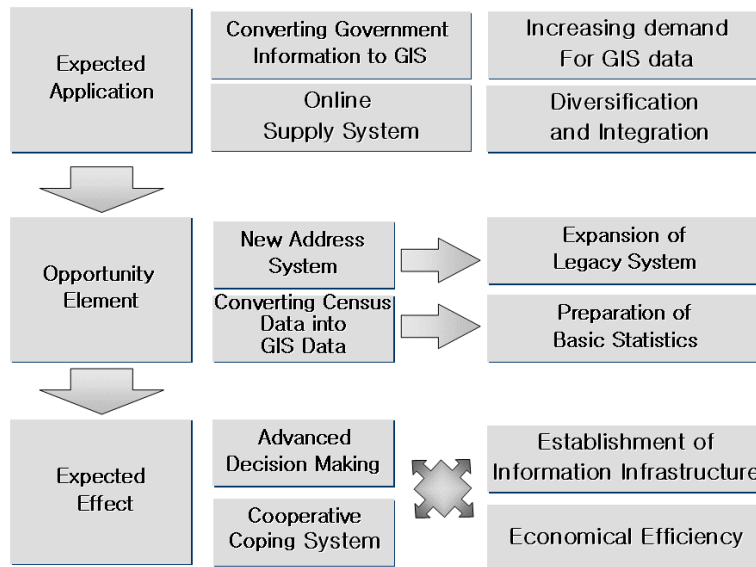 Expected
Application
Converting Government
Information to GIS
Increasing demand
For GIS data
Online
Supply System
Diversification
and Integration
Opportunity
Element
New Address
System
Expansion of
Legacy System
Converting Census
Data into
GIS Data
Preparation of
Basic Statistics
Expected
Effect
Advanced
Decision Making
Establishment of
Information Infrastructure
Cooperative
Coping System
Economical Efficiency